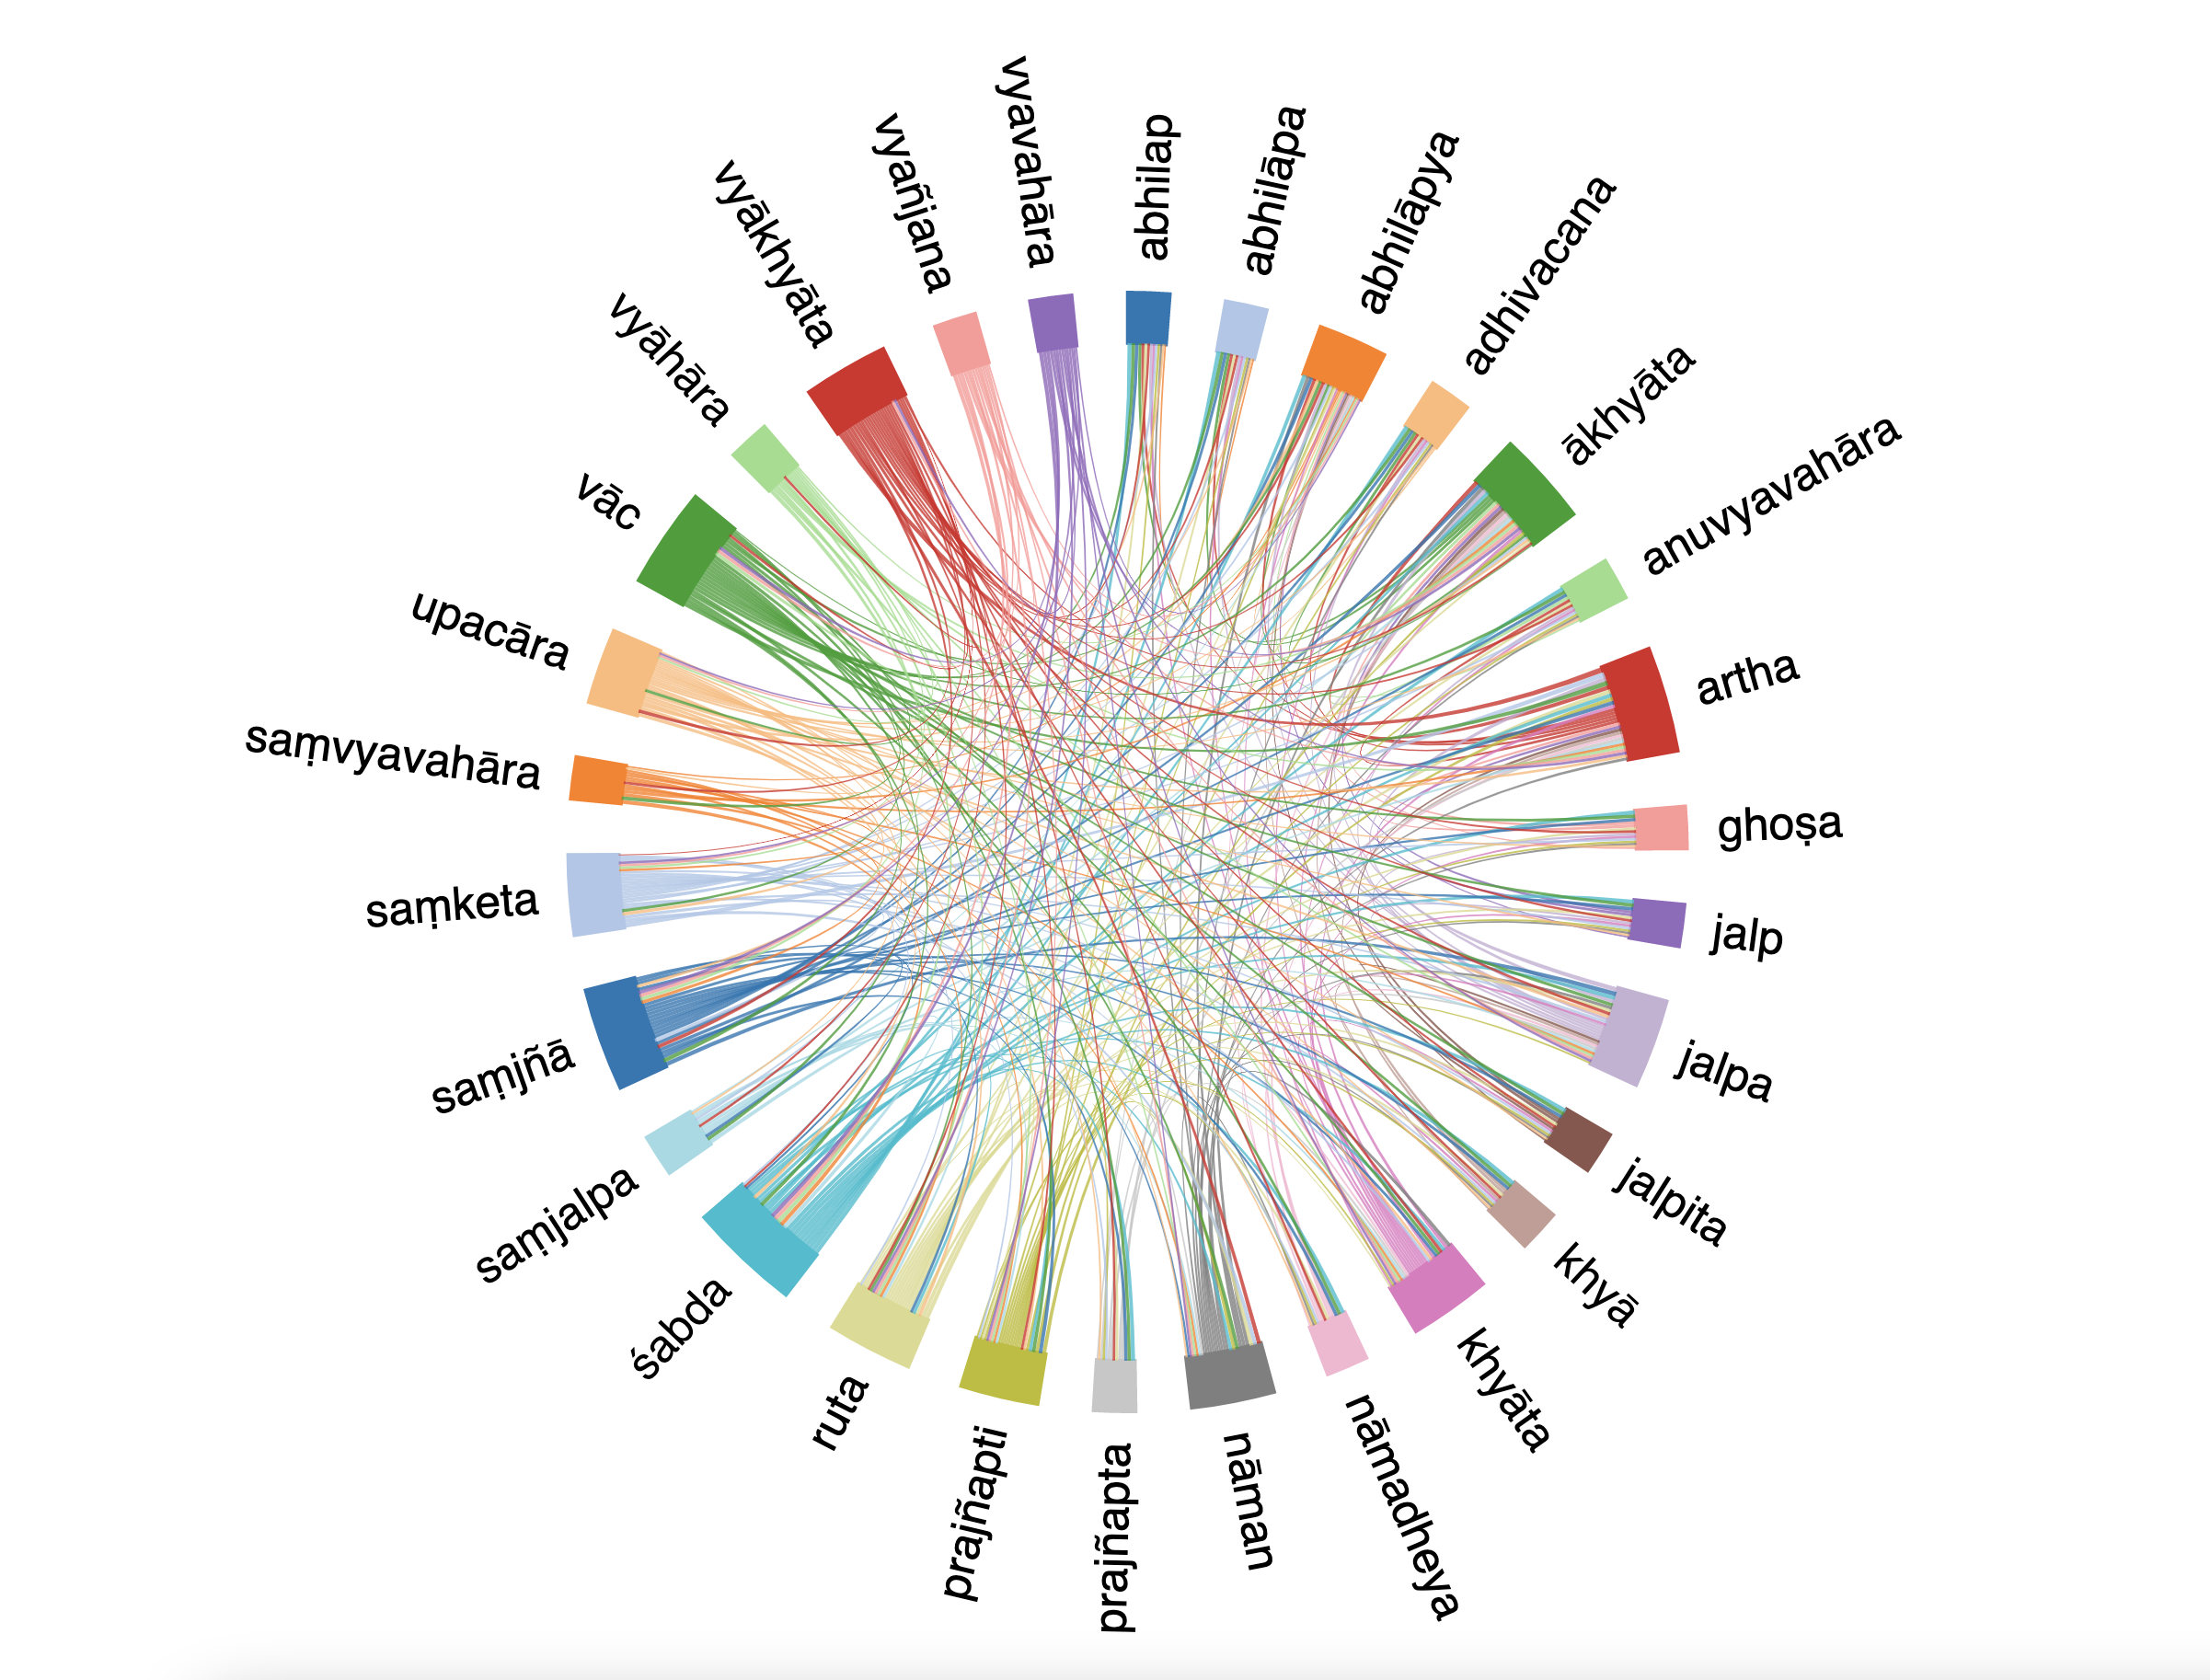 abhilap
abhilāpa
abhilāpya
adhivacana
ākhyāta
anuvyavahāra
artha
ghoṣa
jalp
jalpa
jalpita
khyā
khyāta
nāmadheya
nāman
prajñapta
prajñapti
ruta
śabda
saṃjalpa
saṃjñā
saṃketa
saṃvyavahāra
upacāra
vāc
vyāhāra
vyākhyāta
vyañjana
vyavahāra